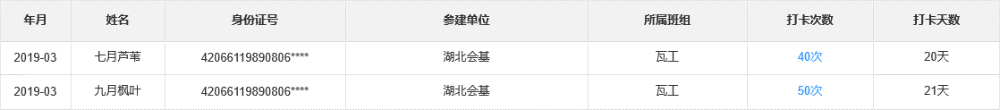 年月 姓名 身份证号 参建单位 所属班组 打卡次数 打卡天数
2019-03 七月芦苇 42066119890806**** 湖北会基 瓦工 40次 20天
2019-03 九月枫叶 42066119890806**** 湖北会基 瓦工 50次 21天